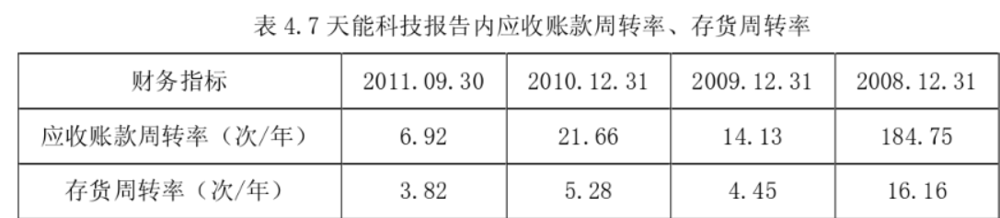 表 4.7 天能科技报告内应收账款周转率、存货周转率
财务指标 2011.09.30 2010.12.31 2009.12.31 2008.12.31
应收账款周转率（次/年） 6.92 21.66 14.13 184.75
存货周转率（次/年） 3.82 5.28 4.45 16.16